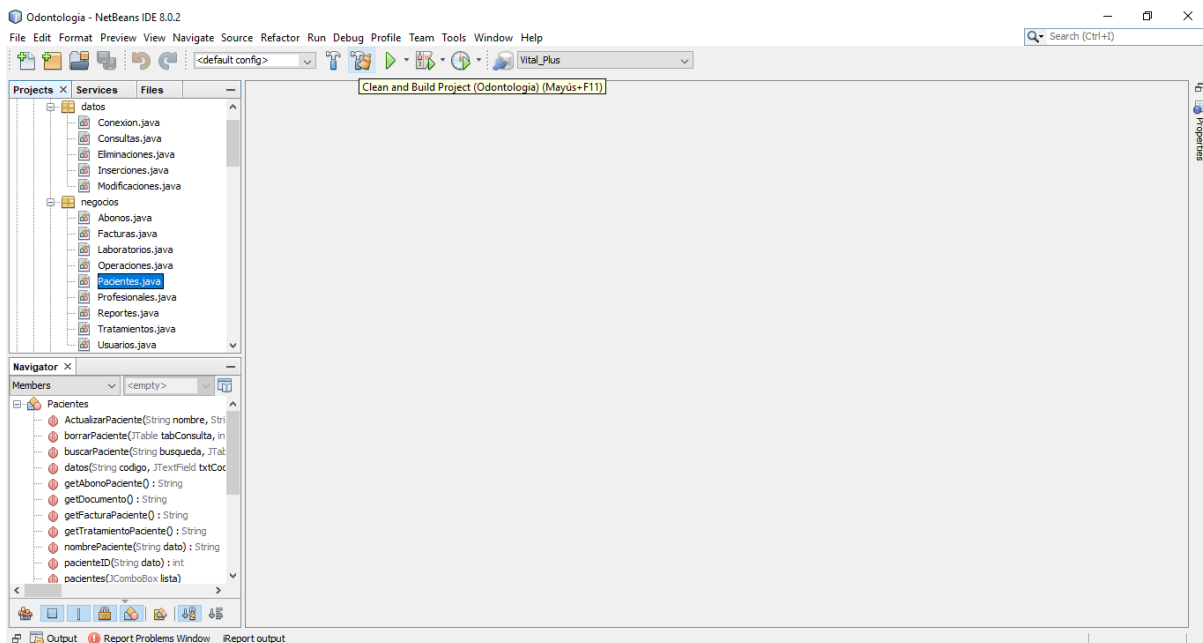 Odontologia - NetBeans IDE 8.0.2
File Edit Format Preview View Navigate Source Refactor Run Debug Profile Team Tools Window Help
Search (Ctrl+I)
<default config>
Vital_Plus
Clean and Build Project (Odontologia) (Mayús+F11)
Projects Services Files
datos
Conexion.java
Consultas.java
Eliminaciones.java
Inserciones.java
Modificaciones.java
negocios
Abonos.java
Facturas.java
Laboratorios.java
Operaciones.java
Pacientes.java
Profesionales.java
Reportes.java
Tratamientos.java
Usuarios.java
Properties
Navigator
Members <empty>
Pacientes
ActualizarPaciente(String nombre, Stri
borrarPaciente(JTable tabConsulta, in
buscarPaciente(String busqueda, JTab
datos(String codigo, JTextField txtCod
getAbonoPaciente() : String
getDocumento() : String
getFacturaPaciente() : String
getTratamientoPaciente() : String
nombrePaciente(String dato) : String
pacienteID(String dato) : int
pacientes(JComboBox lista)
Output Report Problems Window iReport output